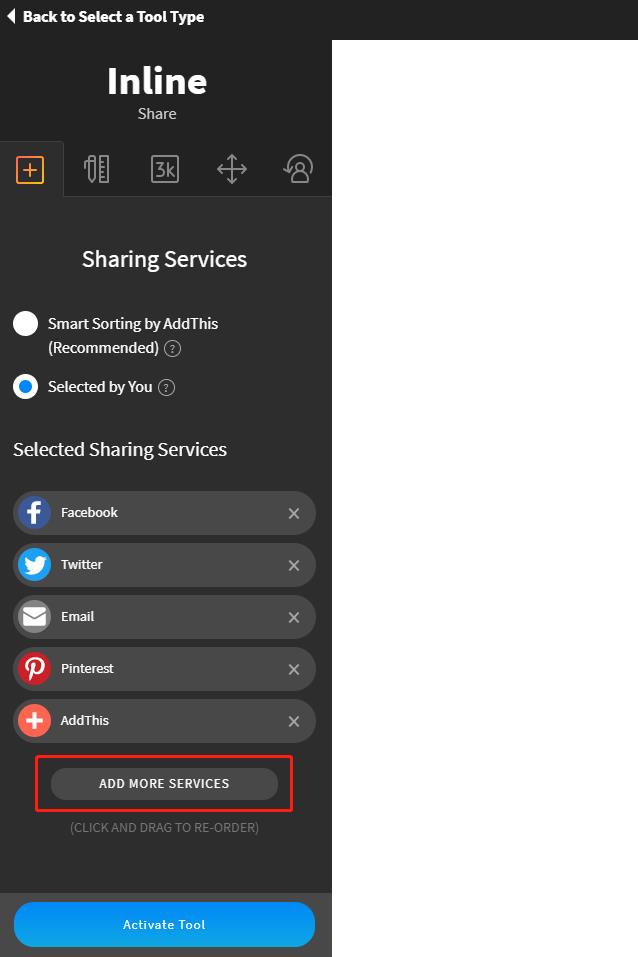 Back to Select a Tool Type
Inline
Share
3k
Sharing Services
Smart Sorting by AddThis
(Recommended) ?
Selected by You ?
Selected Sharing Services
Facebook
Twitter
Email
Pinterest
AddThis
ADD MORE SERVICES
(CLICK AND DRAG TO RE-ORDER)
Activate Tool